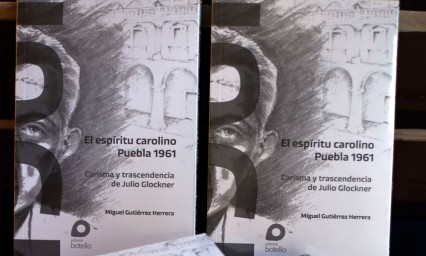 El espíritu carolino
Puebla 1961
Carisma y trascendencia
de Julio Glockner
Miguel Gutiérrez Herrera
editorial
botello
El espíritu carolino
Puebla 1961
Carisma y trascendencia
de Julio Glockner
Miguel Gutiérrez Herrera
editorial
botello